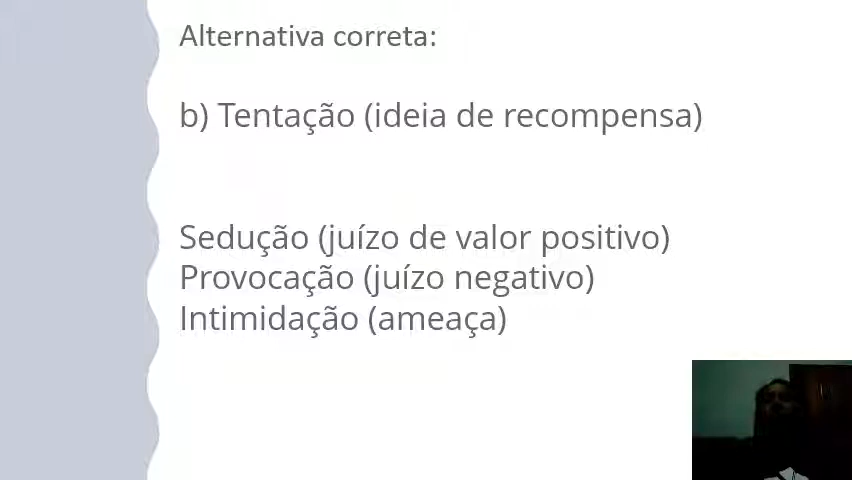 Alternativa correta:
b) Tentação (ideia de recompensa)
Sedução (juízo de valor positivo)
Provocação (juízo negativo)
Intimidação (ameaça)